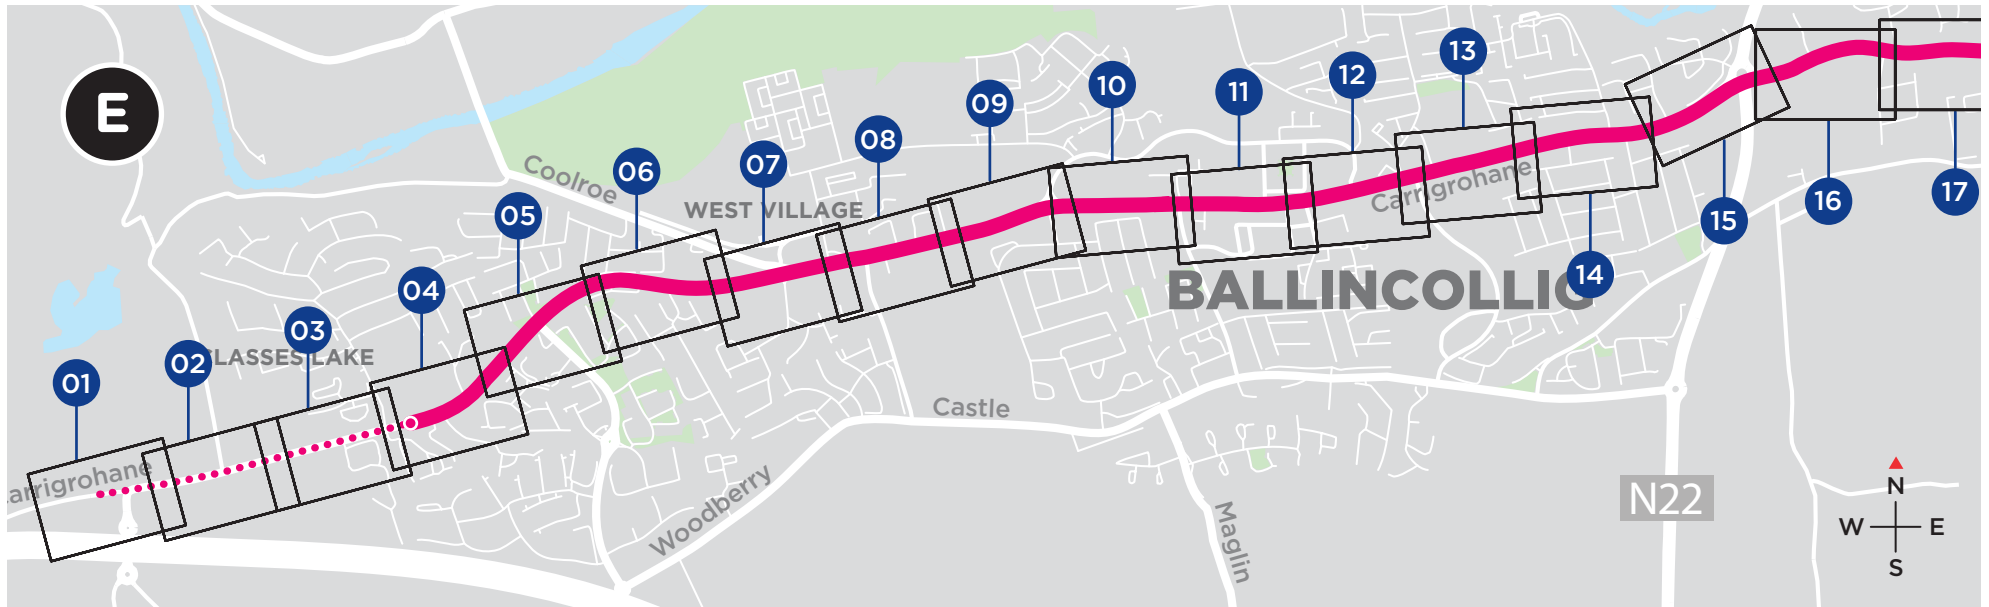 E
13
12
11
10
09
08
07
06
05
04
03
02
01
14
15
16
17
Coolroe
WEST VILLAGE
Carrigrohane
BALLINCOLLIG
LASSES LAKE
Castle
arrigrohane
Woodberry
Maglin
N22
N
W E
S